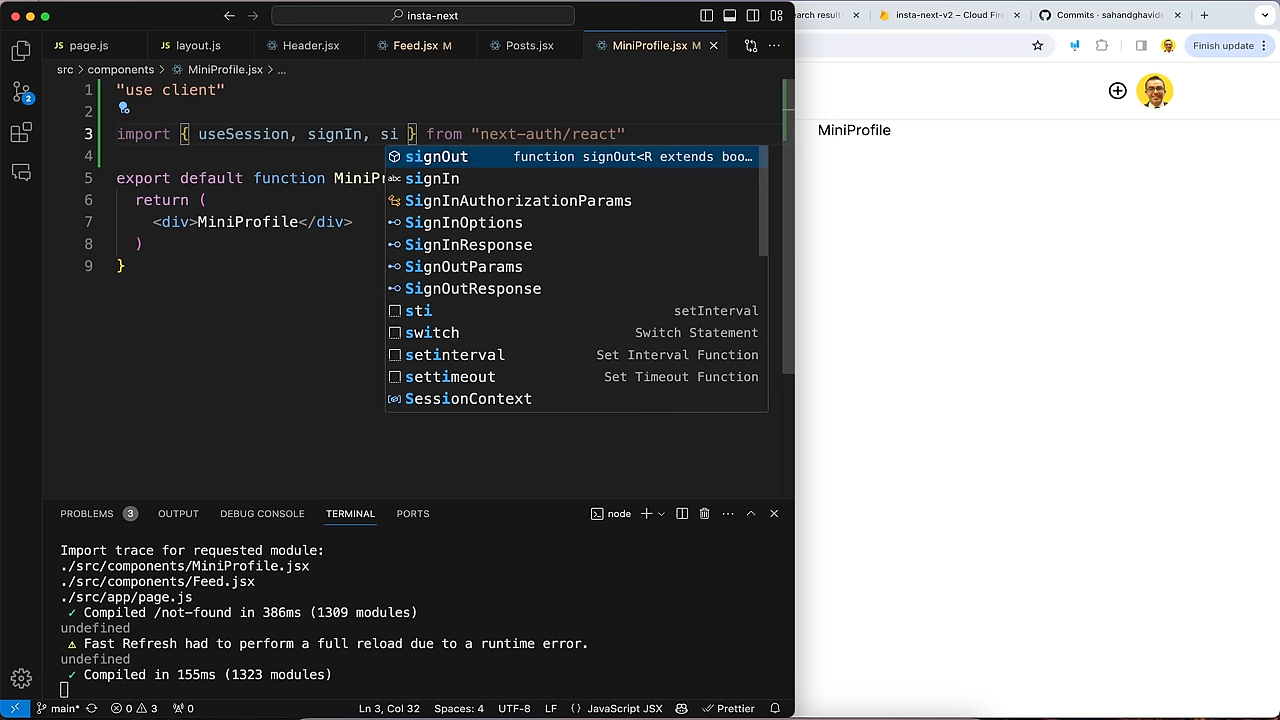 insta-next
earch result
insta-next-v2 – Cloud Fire
Commits · sahandghavide
page.js
layout.js
Header.jsx
Feed.jsx M
Posts.jsx
MiniProfile.jsx M
Finish update
src > components > MiniProfile.jsx > ...
1 "use client"
2
3 import { useSession, signIn, si } from "next-auth/react"
4
5 export default function MiniPr
6 return (
7 <div>MiniProfile</div>
8 )
9 }
signOut function signOut<R extends boo…
signIn
SignInAuthorizationParams
SignInOptions
SignInResponse
SignOutParams
SignOutResponse
sti setInterval
switch Switch Statement
setinterval Set Interval Function
settimeout Set Timeout Function
SessionContext
MiniProfile
PROBLEMS 3 OUTPUT DEBUG CONSOLE TERMINAL PORTS
node
Import trace for requested module:
./src/components/MiniProfile.jsx
./src/components/Feed.jsx
./src/app/page.js
✓ Compiled /not-found in 386ms (1309 modules)
undefined
⚠ Fast Refresh had to perform a full reload due to a runtime error.
undefined
✓ Compiled in 155ms (1323 modules)
main* 0 3 0 Ln 3, Col 32 Spaces: 4 UTF-8 LF {} JavaScript JSX Prettier